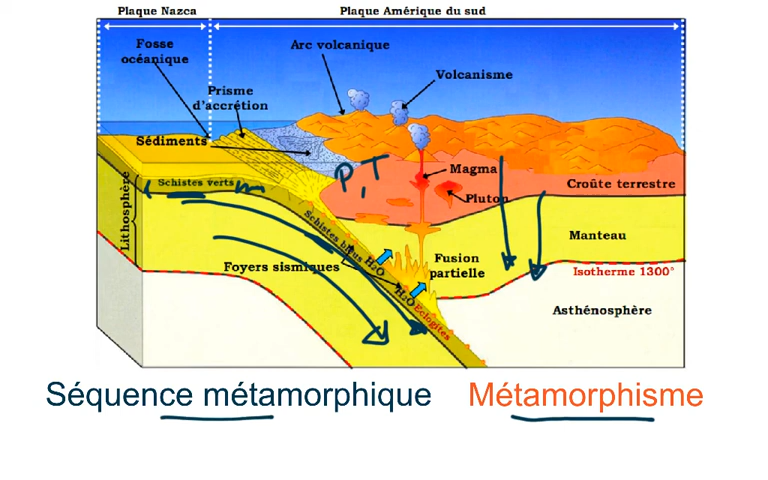 Plaque Nazca
Plaque Amérique du sud
Fosse
océanique
Arc volcanique
Volcanisme
Prisme
d'accrétion
Sédiments
P, T
Magma
Schistes verts
Croûte terrestre
Pluton
Lithosphère
Schistes bleus
Manteau
Foyers sismiques
H2O
Fusion
partielle
Isotherme 1300°
H2O
Eclogites
Asthénosphère
Séquence métamorphique
Métamorphisme